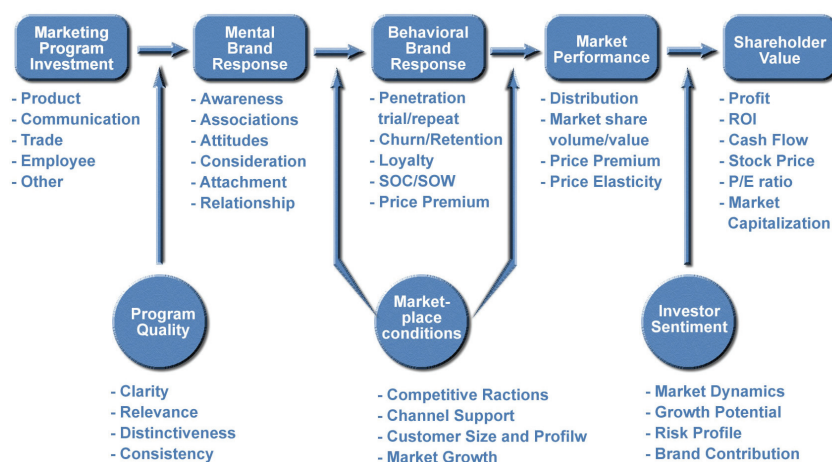 Marketing
Program
Investment
Mental
Brand
Response
Behavioral
Brand
Response
Market
Performance
Shareholder
Value
- Product
- Communication
- Trade
- Employee
- Other
- Awareness
- Associations
- Attitudes
- Consideration
- Attachment
- Relationship
- Penetration
trial/repeat
- Churn/Retention
- Loyalty
- SOC/SOW
- Price Premium
- Distribution
- Market share
volume/value
- Price Premium
- Price Elasticity
- Profit
- ROI
- Cash Flow
- Stock Price
- P/E ratio
- Market
Capitalization
Program
Quality
Market-
place
conditions
Investor
Sentiment
- Clarity
- Relevance
- Distinctiveness
- Consistency
- Competitive Ractions
- Channel Support
- Customer Size and Profilw
- Market Growth
- Market Dynamics
- Growth Potential
- Risk Profile
- Brand Contribution